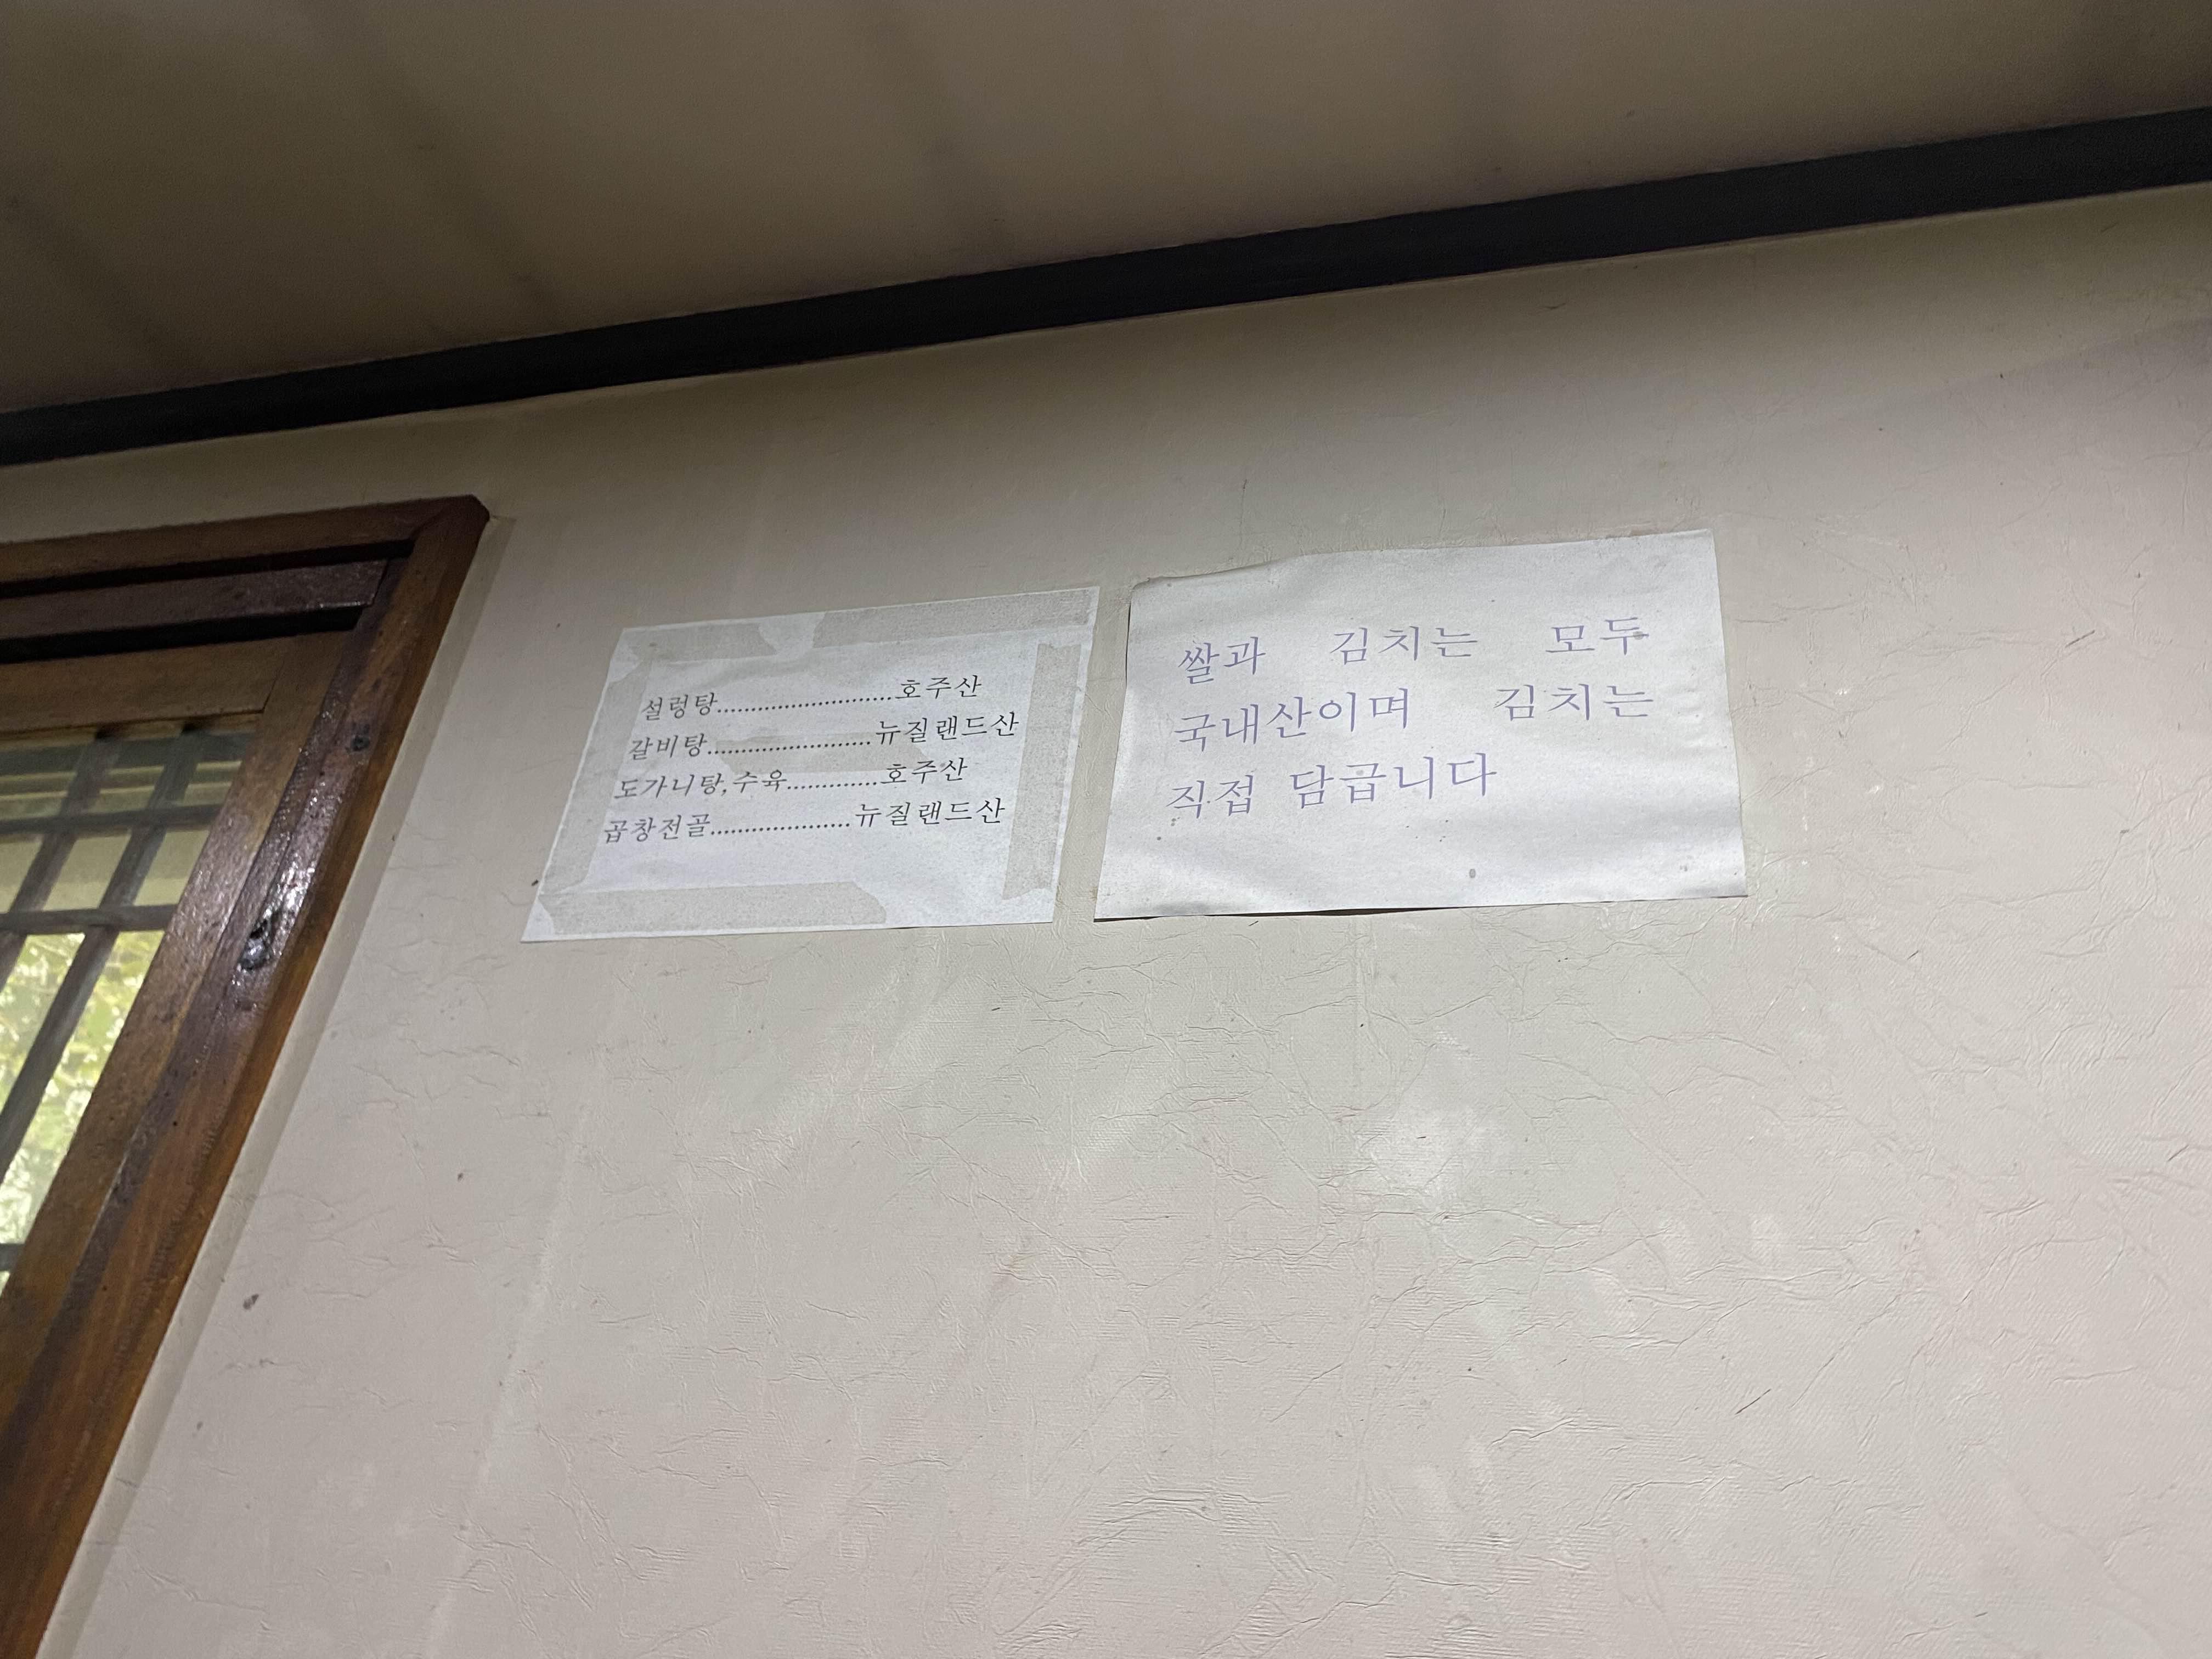 설렁탕...........................호주산
갈비탕.........................뉴질랜드산
도가니탕,수육..............호주산
곱창전골.....................뉴질랜드산
쌀과 김치는 모두
국내산이며 김치는
직접 담급니다